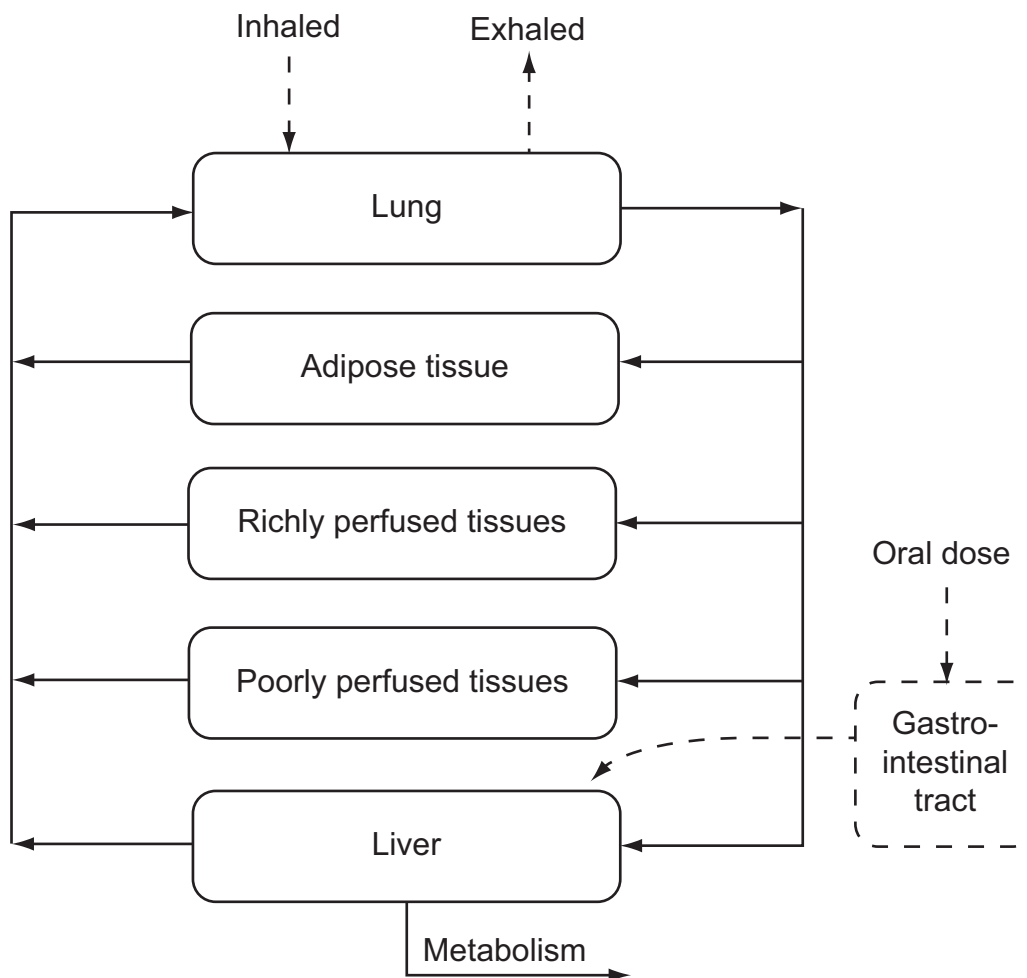 Inhaled
Exhaled
Lung
Adipose tissue
Richly perfused tissues
Oral dose
Poorly perfused tissues
Gastro-
intestinal
tract
Liver
Metabolism